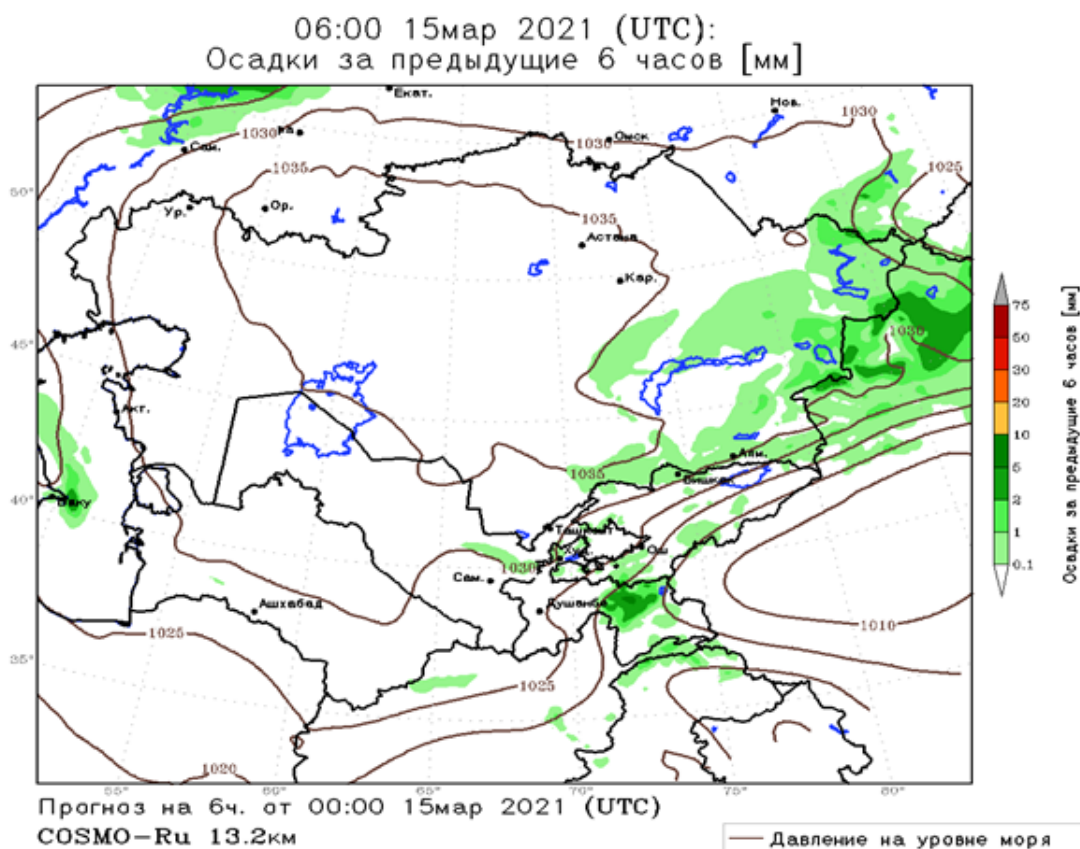 06:00 15мар 2021 (UTC):
Осадки за предыдущие 6 часов [мм]
Екат.
Нов.
1030
Омск
1030
1030
Сам.
1035
1025
50°
Ур.
Ор.
1035
Астана
Кар.
75
50
30
20
10
5
2
1
0.1
Осадки за предыдущие 6 часов [мм]
1030
45°
Акт.
1035
Алм.
Бишкек
40°
Баку
Ташкент
Худ.
Ош
1030
Сам.
Ашхабад
Душанбе
1025
1010
35°
1025
1020
55°
60°
65°
70°
75°
80°
Прогноз на 6ч. от 00:00 15мар 2021 (UTC)
COSMO-Ru 13.2км
Давление на уровне моря